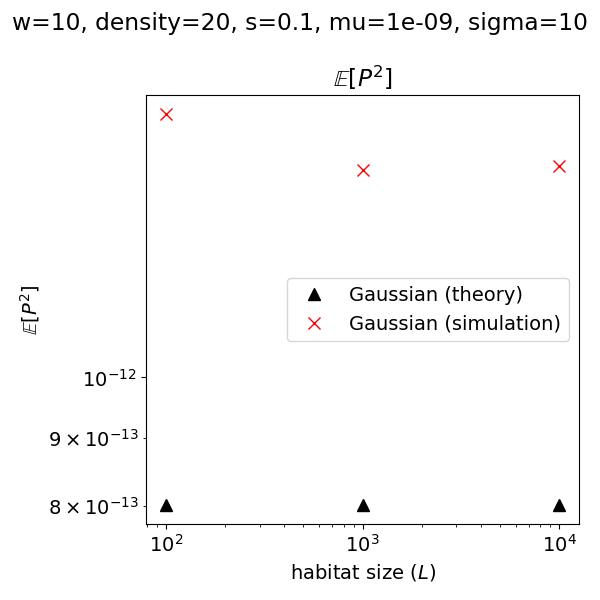 w=10, density=20, s=0.1, mu=1e-09, sigma=10
𝔼[P²]
𝔼[P²]
10⁻¹²
9 × 10⁻¹³
8 × 10⁻¹³
Gaussian (theory)
Gaussian (simulation)
10² 10³ 10⁴
habitat size (L)